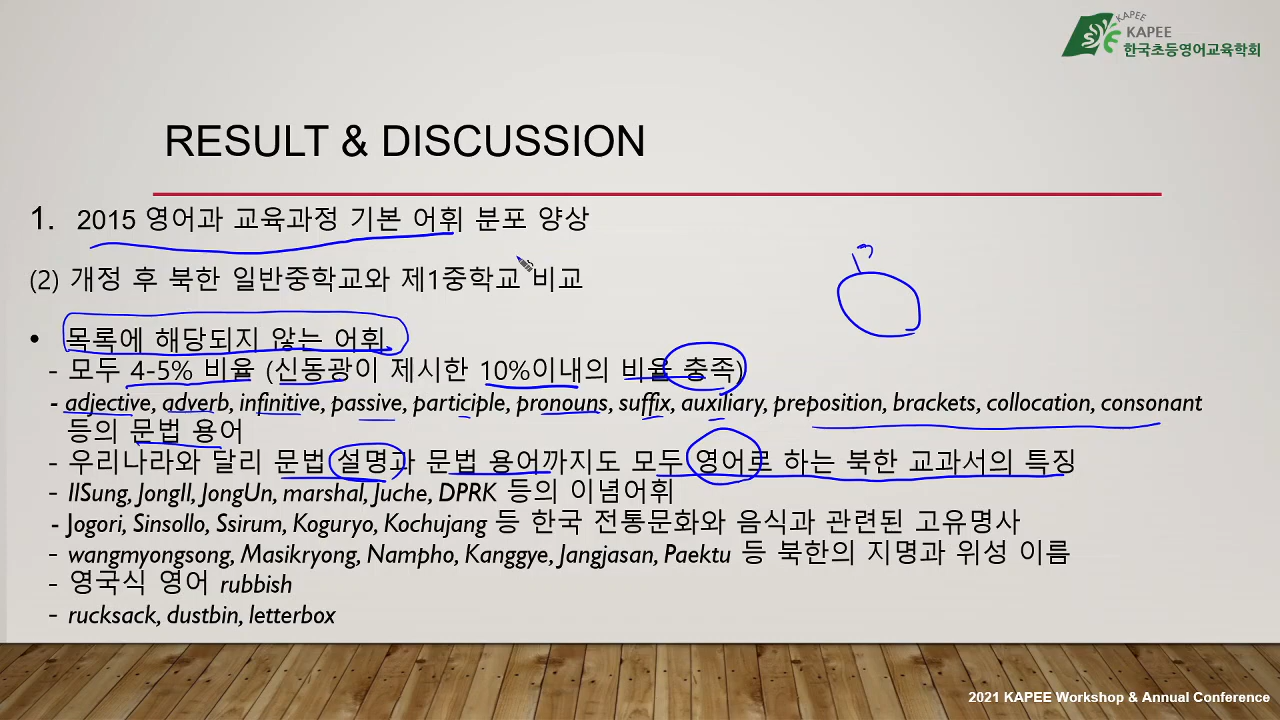 KAPEE
KAPEE
한국초등영어교육학회
RESULT & DISCUSSION
1. 2015 영어과 교육과정 기본 어휘 분포 양상
(2) 개정 후 북한 일반중학교와 제1중학교 비교
• 목록에 해당되지 않는 어휘
- 모두 4-5% 비율 (신동광이 제시한 10%이내의 비율 충족)
- adjective, adverb, infinitive, passive, participle, pronouns, suffix, auxiliary, preposition, brackets, collocation, consonant
등의 문법 용어
- 우리나라와 달리 문법 설명과 문법 용어까지도 모두 영어로 하는 북한 교과서의 특징
- IlSung, JongIl, JongUn, marshal, Juche, DPRK 등의 이념어휘
- Jogori, Sinsollo, Ssirum, Koguryo, Kochujang 등 한국 전통문화와 음식과 관련된 고유명사
- wangmyongsong, Masikryong, Nampho, Kanggye, Jangjasan, Paektu 등 북한의 지명과 위성 이름
- 영국식 영어 rubbish
- rucksack, dustbin, letterbox
2021 KAPEE Workshop & Annual Conference